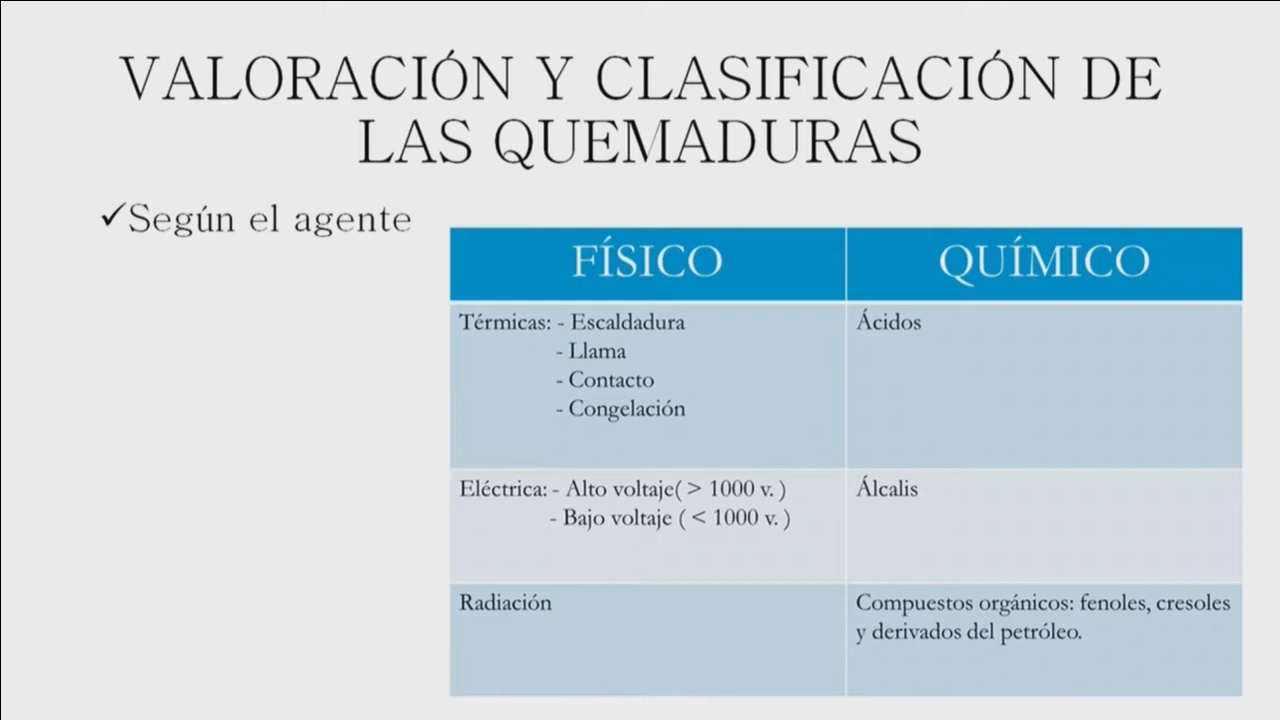 VALORACIÓN Y CLASIFICACIÓN DE
LAS QUEMADURAS
✓Según el agente
FÍSICO
QUÍMICO
Térmicas: - Escaldadura
- Llama
- Contacto
- Congelación
Ácidos
Eléctrica: - Alto voltaje( > 1000 v. )
- Bajo voltaje ( < 1000 v. )
Álcalis
Radiación
Compuestos orgánicos: fenoles, cresoles
y derivados del petróleo.